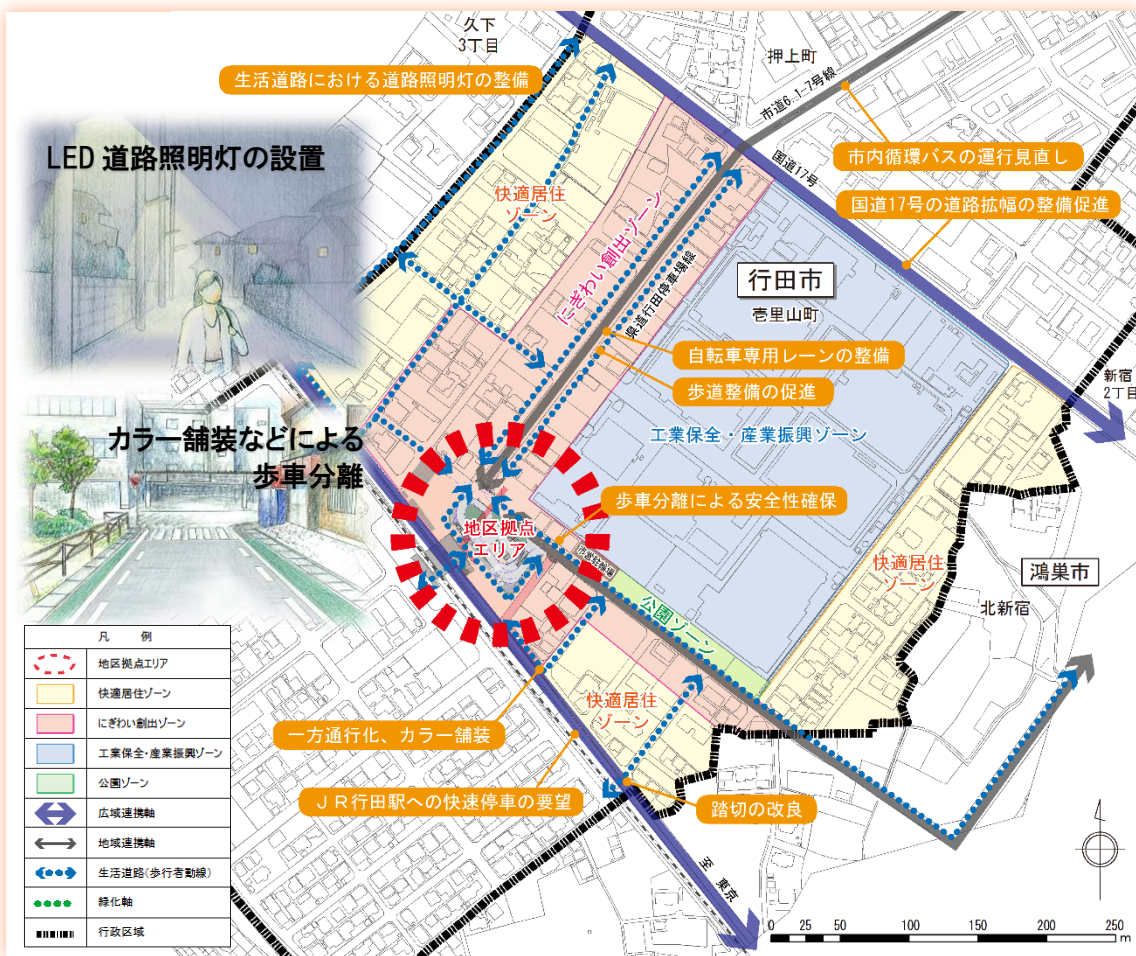 久下
3丁目
押上町
生活道路における道路照明灯の整備
市道6.1-7号線
LED 道路照明灯の設置
市内循環バスの運行見直し
国道17号
国道17号の道路拡幅の整備促進
快適居住
ゾーン
にぎわい創出ゾーン
県道行田停車場線
行田市
壱里山町
自転車専用レーンの整備
歩道整備の促進
新宿
2丁目
工業保全・産業振興ゾーン
カラー舗装などによる
歩車分離
歩車分離による安全性確保
地区拠点
エリア
市営駐輪場
公園ゾーン
快適居住
ゾーン
鴻巣市
北新宿
快適居住
ゾーン
一方通行化、カラー舗装
JR行田駅への快速停車の要望
踏切の改良
至 東京
凡 例
地区拠点エリア
快適居住ゾーン
にぎわい創出ゾーン
工業保全・産業振興ゾーン
公園ゾーン
広域連携軸
地域連携軸
生活道路(歩行者動線)
緑化軸
行政区域
0 25 50 100 150 200 250
m